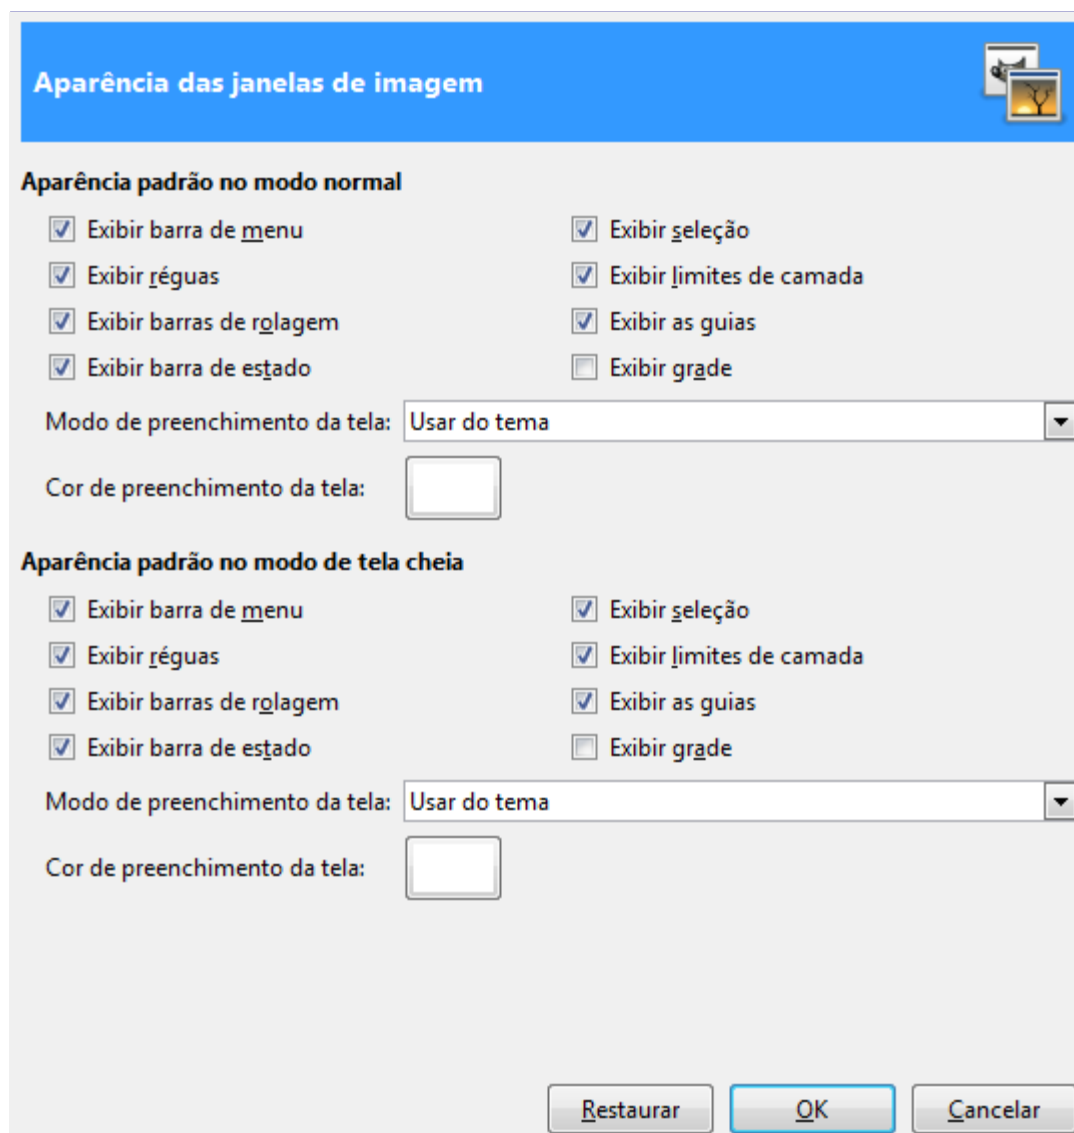 Aparência das janelas de imagem
Aparência padrão no modo normal
Exibir barra de menu
Exibir seleção
Exibir réguas
Exibir limites de camada
Exibir barras de rolagem
Exibir as guias
Exibir barra de estado
Exibir grade
Modo de preenchimento da tela: Usar do tema
Cor de preenchimento da tela:
Aparência padrão no modo de tela cheia
Exibir barra de menu
Exibir seleção
Exibir réguas
Exibir limites de camada
Exibir barras de rolagem
Exibir as guias
Exibir barra de estado
Exibir grade
Modo de preenchimento da tela: Usar do tema
Cor de preenchimento da tela:
Restaurar OK Cancelar